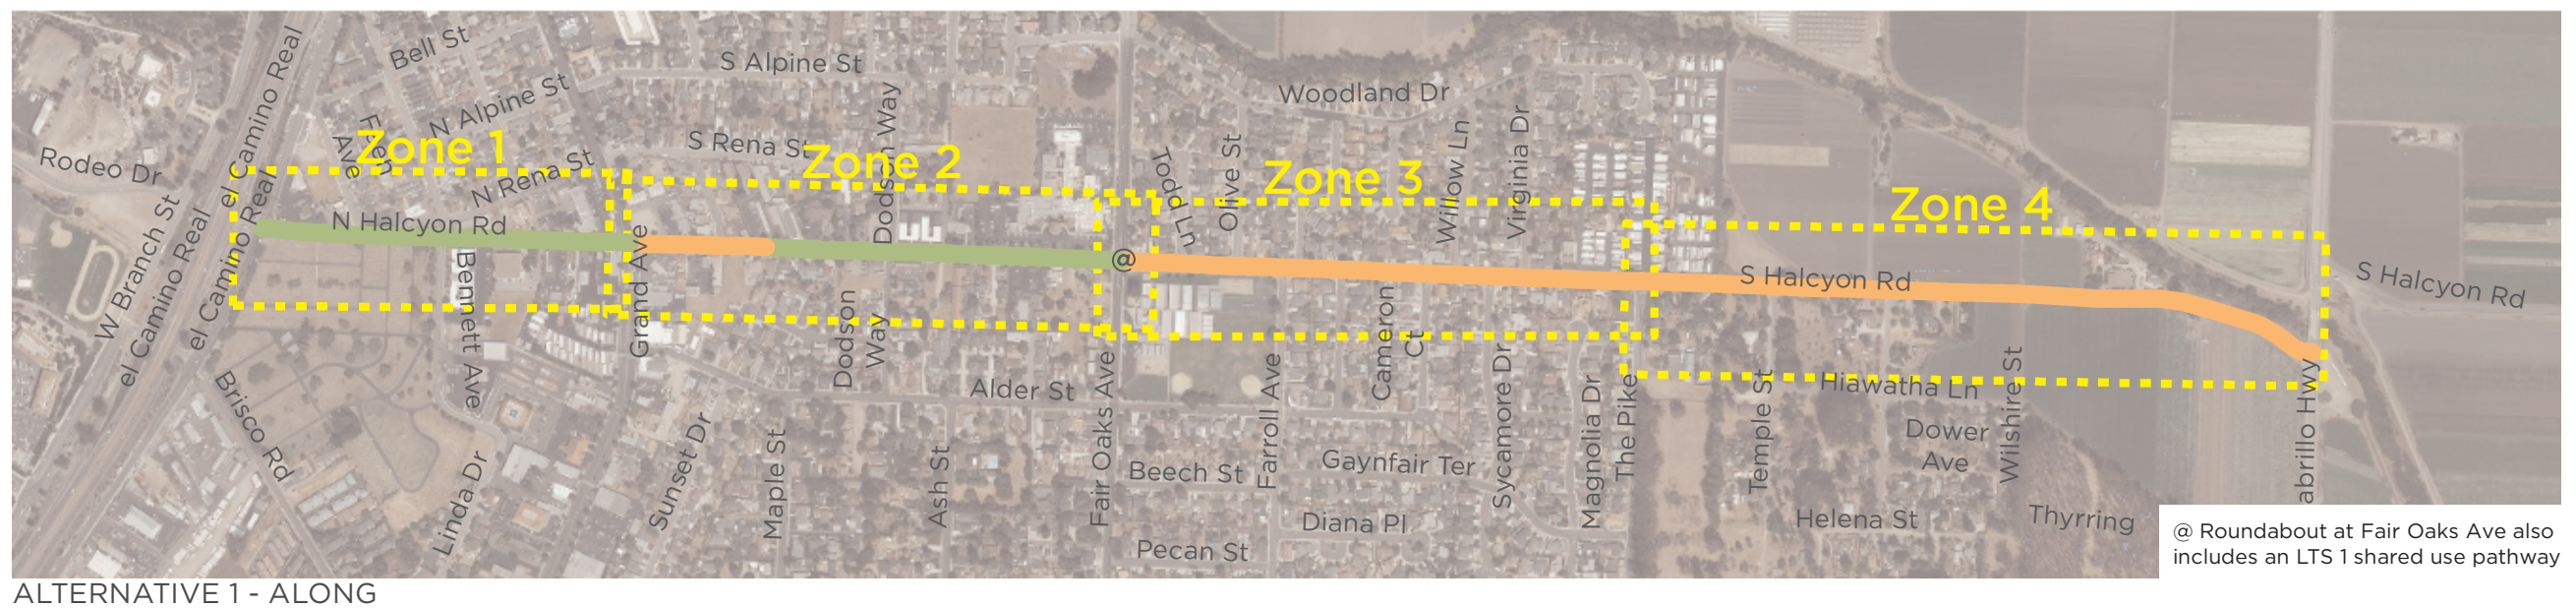 Bell St
S Alpine St
el Camino Real
N Alpine St
Woodland Dr
Fern
Ave
Zone 1
S Rena St
Zone 2
Dodson Way
Rodeo Dr
N Rena St
Todd Ln
Olive St
Zone 3
Willow Ln
Virginia Dr
Zone 4
W Branch St
el Camino Real
el Camino Real
N Halcyon Rd
Bennett Ave
Grand Ave
@
S Halcyon Rd
S Halcyon Rd
Dodson
Way
Cameron
Ct
Brisco Rd
Alder St
Fair Oaks Ave
Farroll Ave
Sycamore Dr
Magnolia Dr
The Pike
Temple St
Hiawatha Ln
Wilshire St
abrillo Hwy
Linda Dr
Sunset Dr
Maple St
Ash St
Beech St
Gaynfair Ter
Dower
Ave
Diana Pl
Helena St
Thyrring
Pecan St
@ Roundabout at Fair Oaks Ave also
includes an LTS 1 shared use pathway
ALTERNATIVE 1 - ALONG